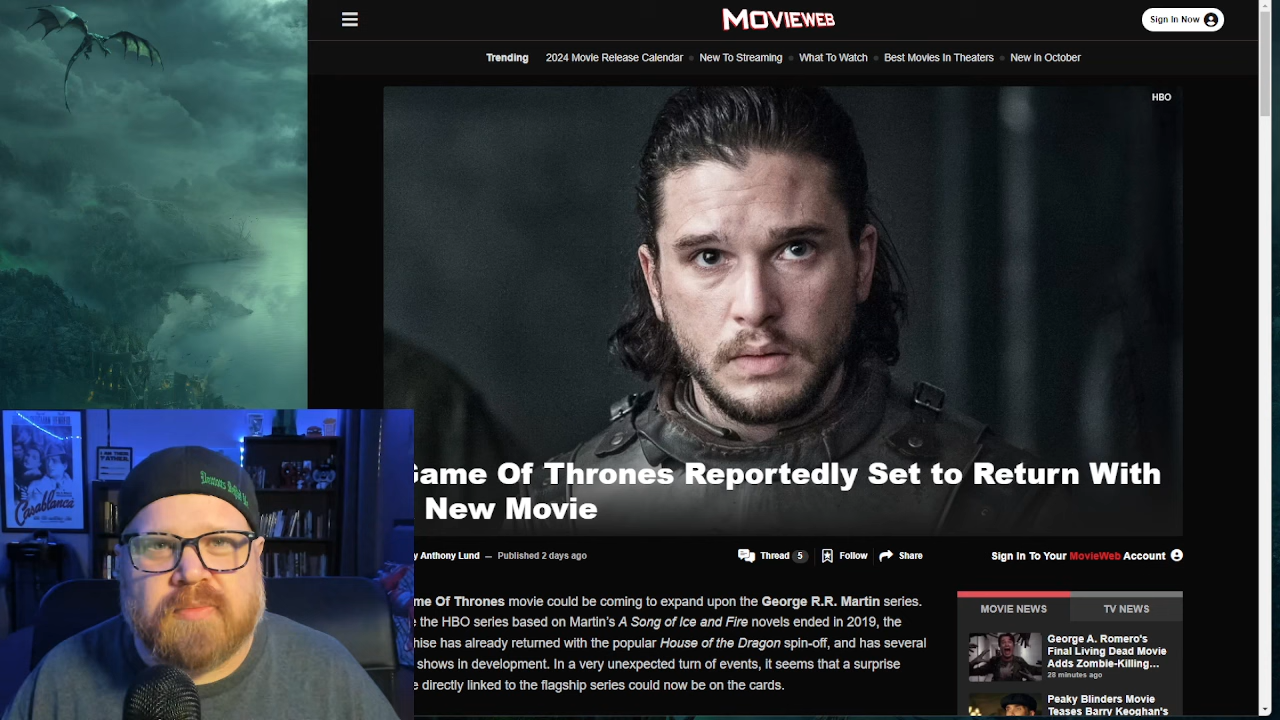 MOVIEWEB
Sign In Now
Trending 2024 Movie Release Calendar New To Streaming What To Watch Best Movies In Theaters New in October
HBO
Game Of Thrones Reportedly Set to Return With
New Movie
y Anthony Lund — Published 2 days ago
Thread 5 Follow Share
Sign In To Your MovieWeb Account
me Of Thrones movie could be coming to expand upon the George R.R. Martin series.
e the HBO series based on Martin's A Song of Ice and Fire novels ended in 2019, the
hise has already returned with the popular House of the Dragon spin-off, and has several
shows in development. In a very unexpected turn of events, it seems that a surprise
e directly linked to the flagship series could now be on the cards.
MOVIE NEWS TV NEWS
George A. Romero's
Final Living Dead Movie
Adds Zombie-Killing...
28 minutes ago
Peaky Blinders Movie
Teases Barry Keoghan's
Casablanca
I AM THERE,